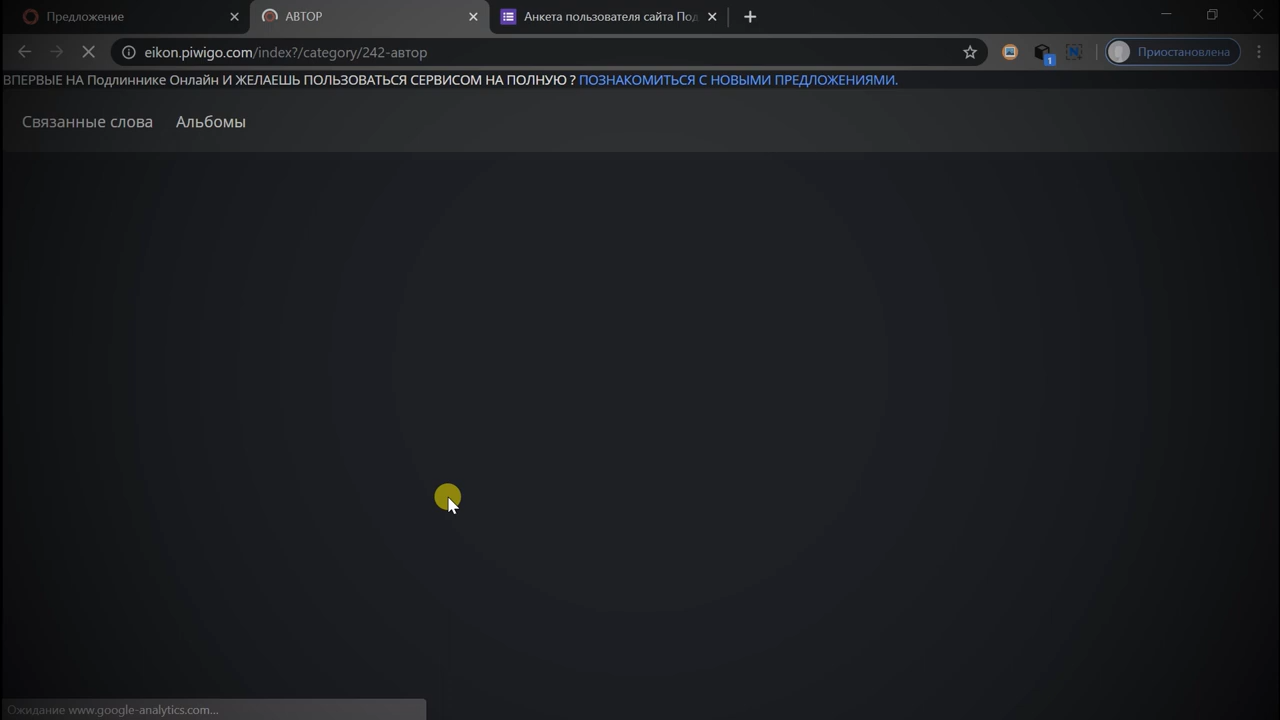 Предложение
АВТОР
Анкета пользователя сайта Под
eikon.piwigo.com/index?/category/242-автор
1
Приостановлена
ВПЕРВЫЕ НА Подлиннике Онлайн И ЖЕЛАЕШЬ ПОЛЬЗОВАТЬСЯ СЕРВИСОМ НА ПОЛНУЮ ? ПОЗНАКОМИТЬСЯ С НОВЫМИ ПРЕДЛОЖЕНИЯМИ.
Связанные слова Альбомы
Ожидание www.google-analytics.com...